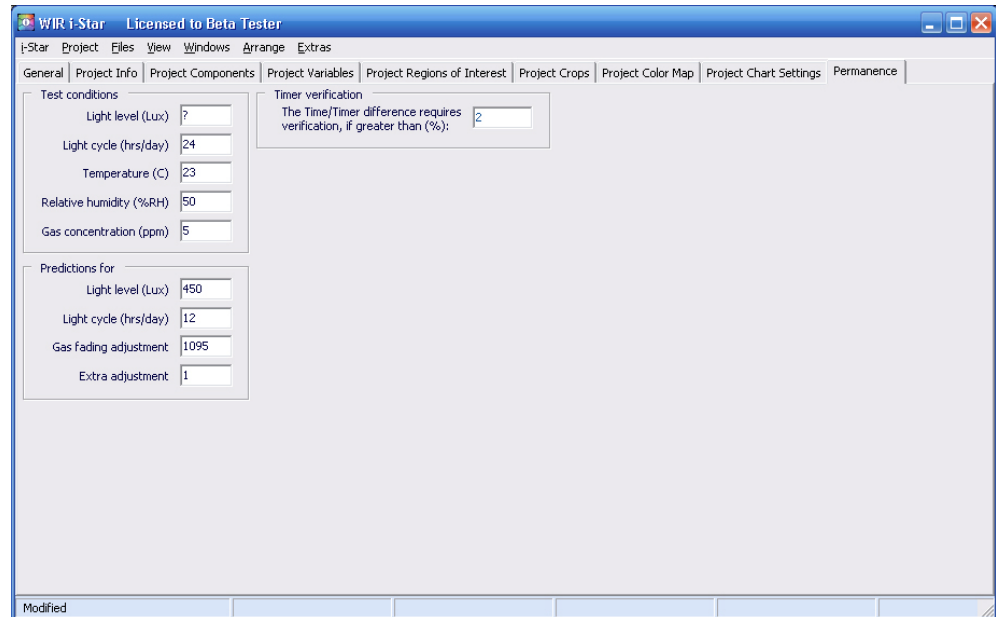 WIR i-Star Licensed to Beta Tester
i-Star Project Files View Windows Arrange Extras
General Project Info Project Components Project Variables Project Regions of Interest Project Crops Project Color Map Project Chart Settings Permanence
Test conditions
Light level (Lux) ?
Light cycle (hrs/day) 24
Temperature (C) 23
Relative humidity (%RH) 50
Gas concentration (ppm) 5
Timer verification
The Time/Timer difference requires
verification, if greater than (%): 2
Predictions for
Light level (Lux) 450
Light cycle (hrs/day) 12
Gas fading adjustment 1095
Extra adjustment 1
Modified